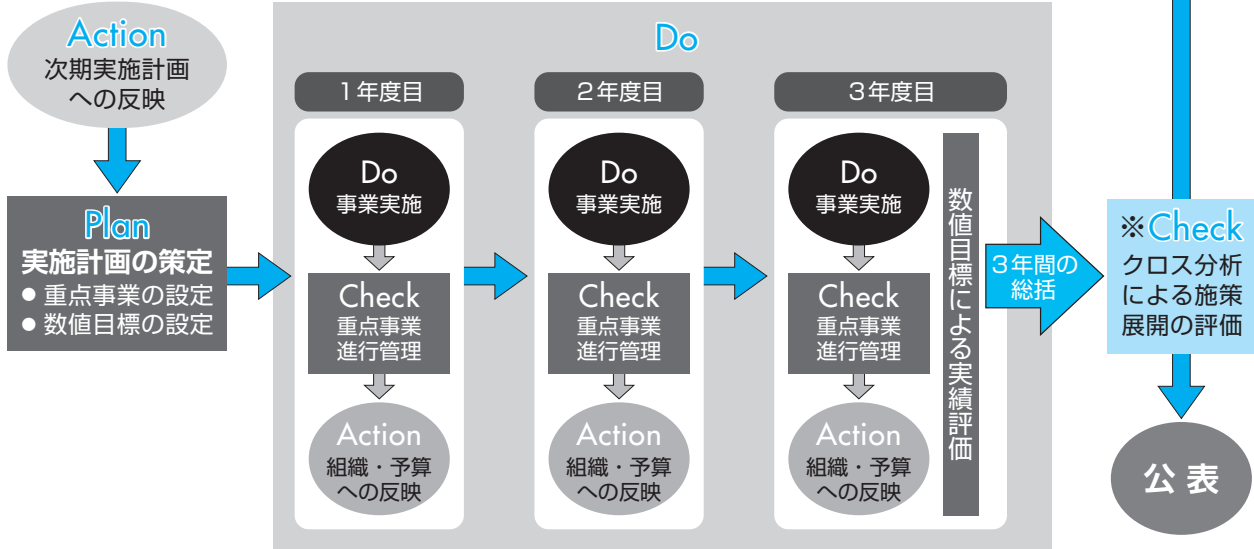 Action
次期実施計画
への反映
Plan
実施計画の策定
● 重点事業の設定
● 数値目標の設定
Do
1年度目
Do
事業実施
Check
重点事業
進行管理
Action
組織・予算
への反映
2年度目
Do
事業実施
Check
重点事業
進行管理
Action
組織・予算
への反映
3年度目
Do
事業実施
Check
重点事業
進行管理
Action
組織・予算
への反映
数値目標による実績評価
3年間の
総括
※Check
クロス分析
による施策
展開の評価
公 表